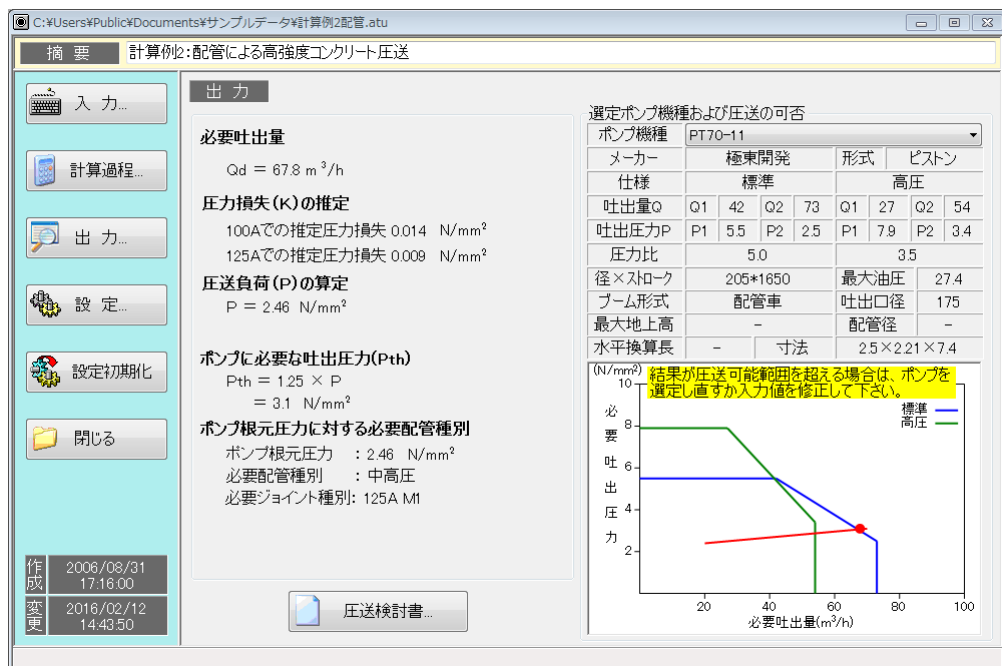 C:¥Users¥Public¥Documents¥サンプルデータ¥計算例2配管.atu
摘 要 計算例2:配管による高強度コンクリート圧送
入 力...
計算過程...
出 力...
設 定...
設定初期化
閉じる
作成 2006/08/31 17:16:00
変更 2016/02/12 14:43:50
出 力
必要吐出量
Qd = 67.8 m³/h
圧力損失(K)の推定
100Aでの推定圧力損失 0.014 N/mm²
125Aでの推定圧力損失 0.009 N/mm²
圧送負荷(P)の算定
P = 2.46 N/mm²
ポンプに必要な吐出圧力(Pth)
Pth = 1.25 × P
= 3.1 N/mm²
ポンプ根元圧力に対する必要配管種別
ポンプ根元圧力 : 2.46 N/mm²
必要配管種別 : 中高圧
必要ジョイント種別: 125A M1
圧送検討書...
選定ポンプ機種および圧送の可否
ポンプ機種 PT70-11
メーカー 極東開発 形式 ピストン
仕様 標準 高圧
吐出量Q Q1 42 Q2 73 Q1 27 Q2 54
吐出圧力P P1 5.5 P2 2.5 P1 7.9 P2 3.4
圧力比 5.0 3.5
径×ストローク 205*1650 最大油圧 27.4
ブーム形式 配管車 吐出口径 175
最大地上高 - 配管径 -
水平換算長 - 寸法 2.5×2.21×7.4
(N/mm²)
結果が圧送可能範囲を超える場合は、ポンプを
選定し直すか入力値を修正して下さい。
標準
高圧
必要吐出圧力
10
8
6
4
2
20 40 60 80 100
必要吐出量(m³/h)